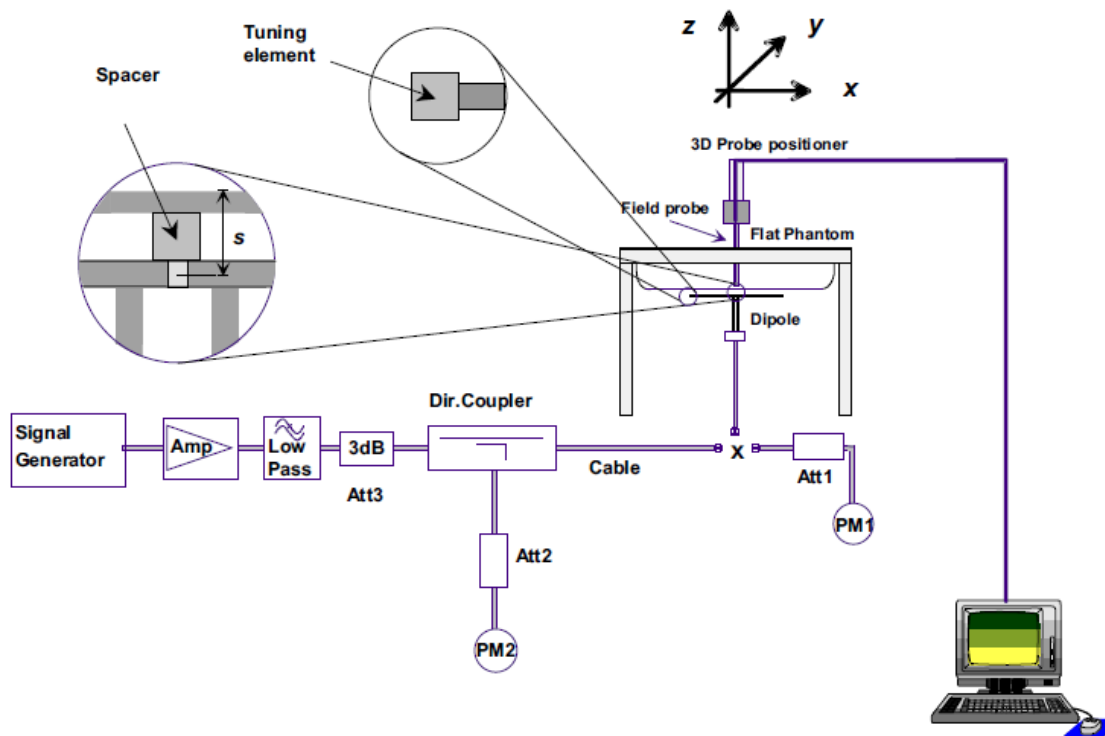 Tuning
element
Spacer
z
y
x
3D Probe positioner
Field probe
Flat Phantom
s
Dipole
Dir.Coupler
Signal
Generator
Amp
Low
Pass
3dB
Att3
Cable
x
Att1
PM1
Att2
PM2